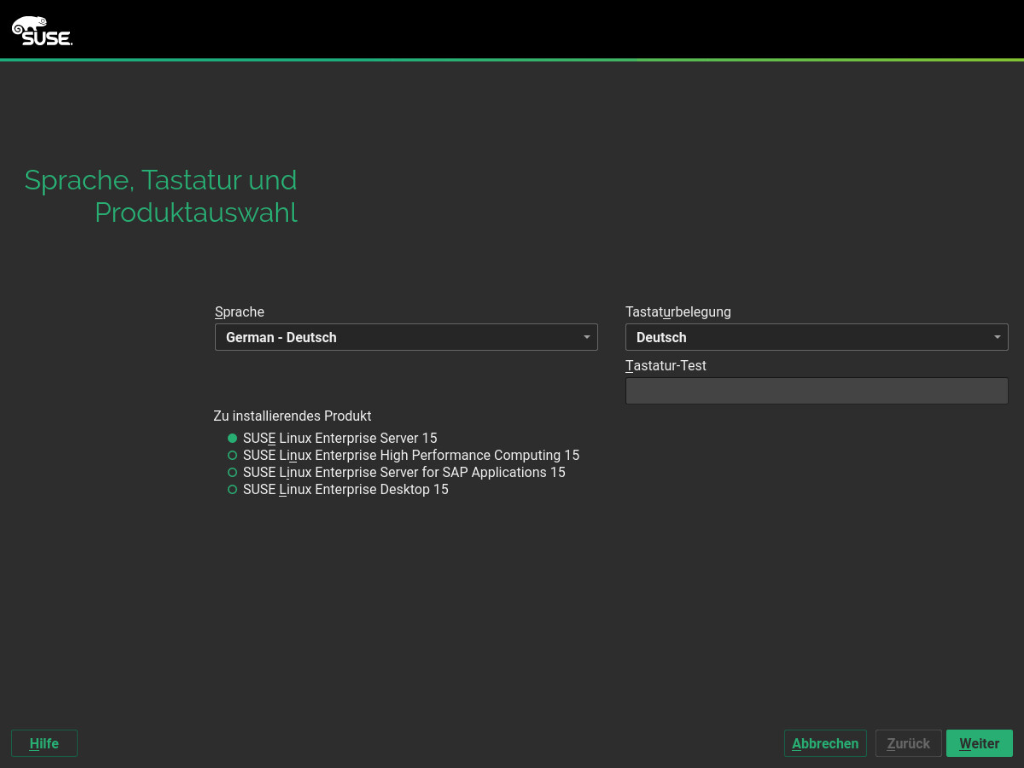 SUSE
Sprache, Tastatur und
Produktauswahl
Sprache
Tastaturbelegung
German - Deutsch
Deutsch
Tastatur-Test
Zu installierendes Produkt
SUSE Linux Enterprise Server 15
SUSE Linux Enterprise High Performance Computing 15
SUSE Linux Enterprise Server for SAP Applications 15
SUSE Linux Enterprise Desktop 15
Hilfe
Abbrechen
Zurück
Weiter